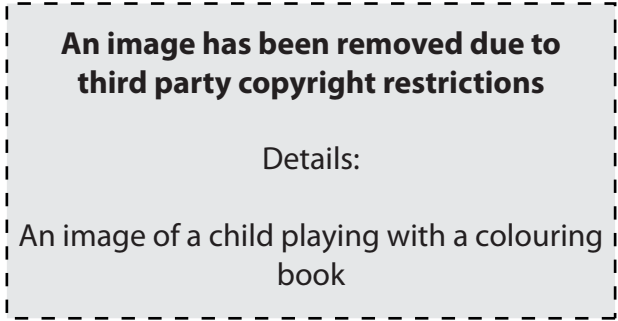 An image has been removed due to
third party copyright restrictions
Details:
An image of a child playing with a colouring
book